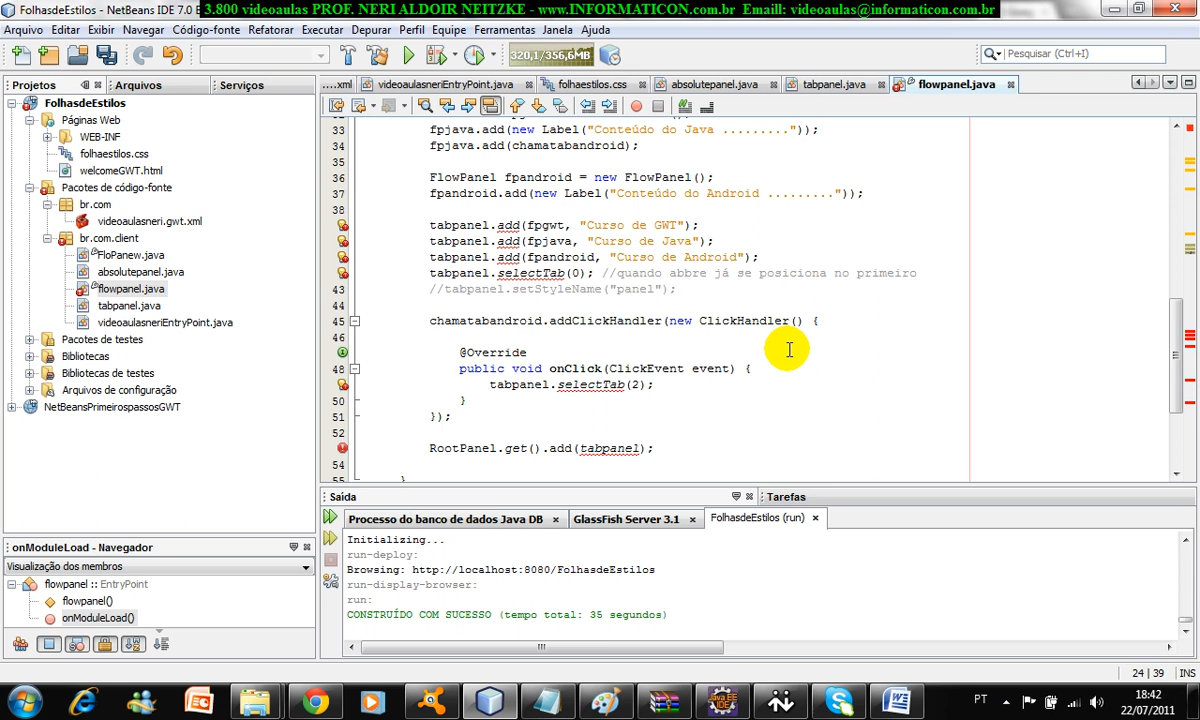 FolhasdeEstilos - NetBeans IDE 7.0
3.800 videoaulas PROF. NERI ALDOIR NEITZKE - www.INFORMATICON.com.br Emaill: videoaulas@informaticon.com.br
Arquivo Editar Exibir Navegar Código-fonte Refatorar Executar Depurar Perfil Equipe Ferramentas Janela Ajuda
320,1/356,6MB
Pesquisar (Ctrl+I)
Projetos Arquivos Serviços
....xml videoaulasneriEntryPoint.java folhaestilos.css absolutepanel.java tabpanel.java flowpanel.java
FolhasdeEstilos
Páginas Web
WEB-INF
folhaestilos.css
welcomeGWT.html
Pacotes de código-fonte
br.com
videoaulasneri.gwt.xml
br.com.client
FloPanew.java
absolutepanel.java
flowpanel.java
tabpanel.java
videoaulasneriEntryPoint.java
Pacotes de testes
Bibliotecas
Bibliotecas de testes
Arquivos de configuração
NetBeansPrimeirospassosGWT
33 fpjava.add(new Label("Conteúdo do Java ........."));
34 fpjava.add(chamatabandroid);
35
36 FlowPanel fpandroid = new FlowPanel();
37 fpandroid.add(new Label("Conteúdo do Android ........."));
38
tabpanel.add(fpgwt, "Curso de GWT");
tabpanel.add(fpjava, "Curso de Java");
tabpanel.add(fpandroid, "Curso de Android");
tabpanel.selectTab(0); //quando abbre já se posiciona no primeiro
43 //tabpanel.setStyleName("panel");
44
45 chamatabandroid.addClickHandler(new ClickHandler() {
46
@Override
48 public void onClick(ClickEvent event) {
tabpanel.selectTab(2);
50 }
51 });
52
RootPanel.get().add(tabpanel);
54
55 }
Saída Tarefas
Processo do banco de dados Java DB GlassFish Server 3.1 FolhasdeEstilos (run)
Initializing...
run-deploy:
Browsing: http://localhost:8080/FolhasdeEstilos
run-display-browser:
run:
CONSTRUÍDO COM SUCESSO (tempo total: 35 segundos)
onModuleLoad - Navegador
Visualização dos membros
flowpanel :: EntryPoint
flowpanel()
onModuleLoad()
24 | 39 INS
PT
18:42
22/07/2011